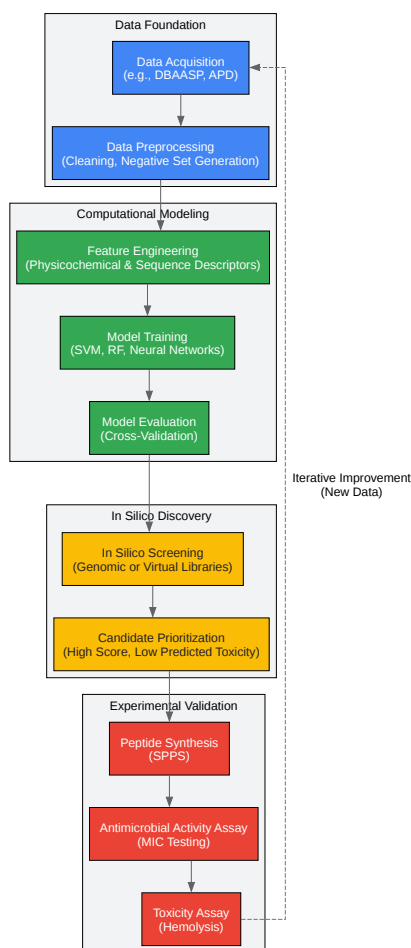 Data Foundation
Data Acquisition
(e.g., DBAASP, APD)
Data Preprocessing
(Cleaning, Negative Set Generation)
Computational Modeling
Feature Engineering
(Physicochemical & Sequence Descriptors)
Model Training
(SVM, RF, Neural Networks)
Model Evaluation
(Cross-Validation)
Iterative Improvement
(New Data)
In Silico Discovery
In Silico Screening
(Genomic or Virtual Libraries)
Candidate Prioritization
(High Score, Low Predicted Toxicity)
Experimental Validation
Peptide Synthesis
(SPPS)
Antimicrobial Activity Assay
(MIC Testing)
Toxicity Assay
(Hemolysis)